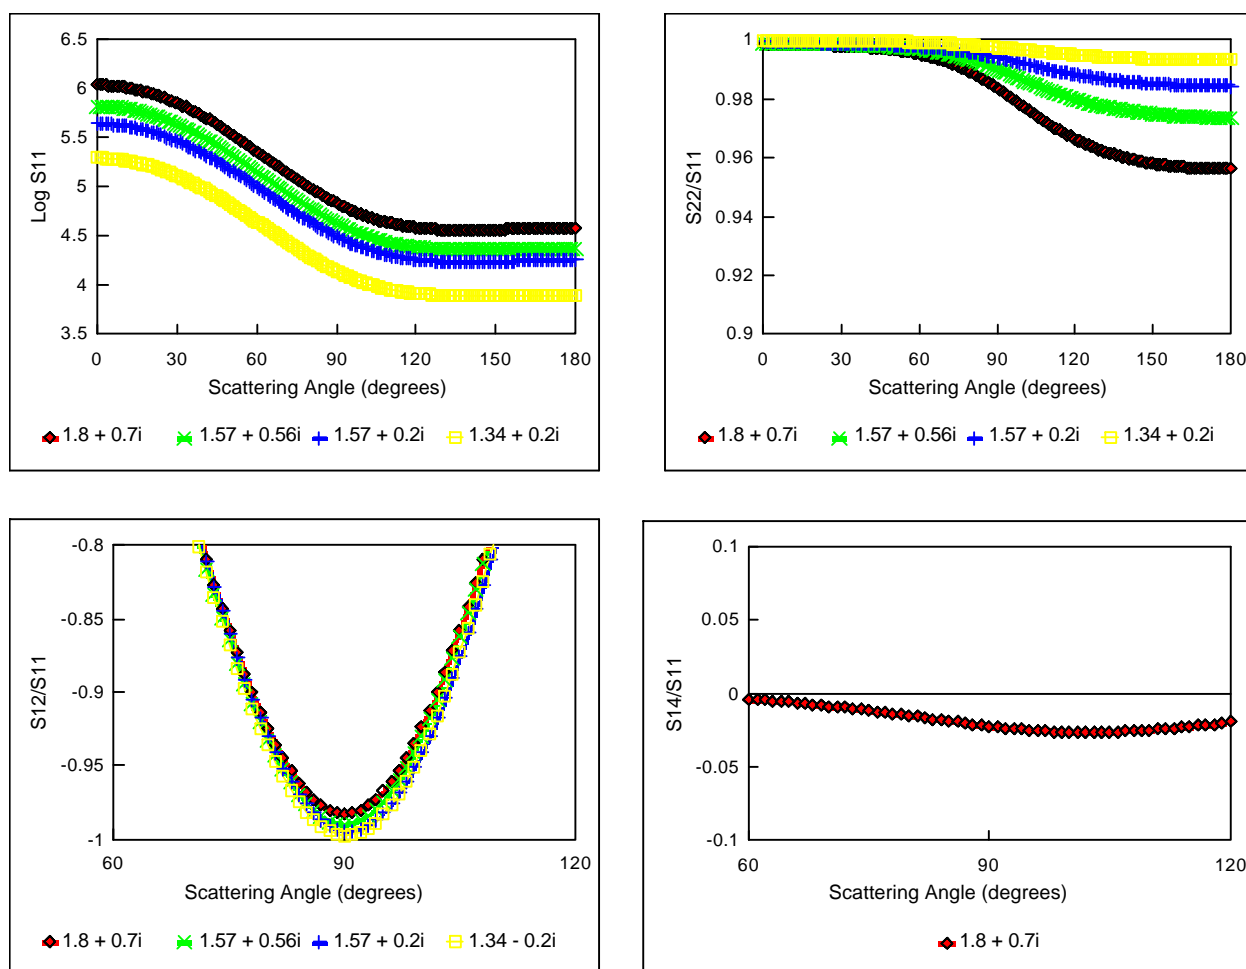 6.5
6
5.5
5
4.5
4
3.5
Log S11
0 30 60 90 120 150 180
Scattering Angle (degrees)
1.8 + 0.7i 1.57 + 0.56i 1.57 + 0.2i 1.34 + 0.2i
1
0.98
0.96
0.94
0.92
0.9
S22/S11
0 30 60 90 120 150 180
Scattering Angle (degrees)
1.8 + 0.7i 1.57 + 0.56i 1.57 + 0.2i 1.34 + 0.2i
-0.8
-0.85
-0.9
-0.95
-1
S12/S11
60 90 120
Scattering Angle (degrees)
1.8 + 0.7i 1.57 + 0.56i 1.57 + 0.2i 1.34 - 0.2i
0.1
0.05
0
-0.05
-0.1
S14/S11
60 90 120
Scattering Angle (degrees)
1.8 + 0.7i